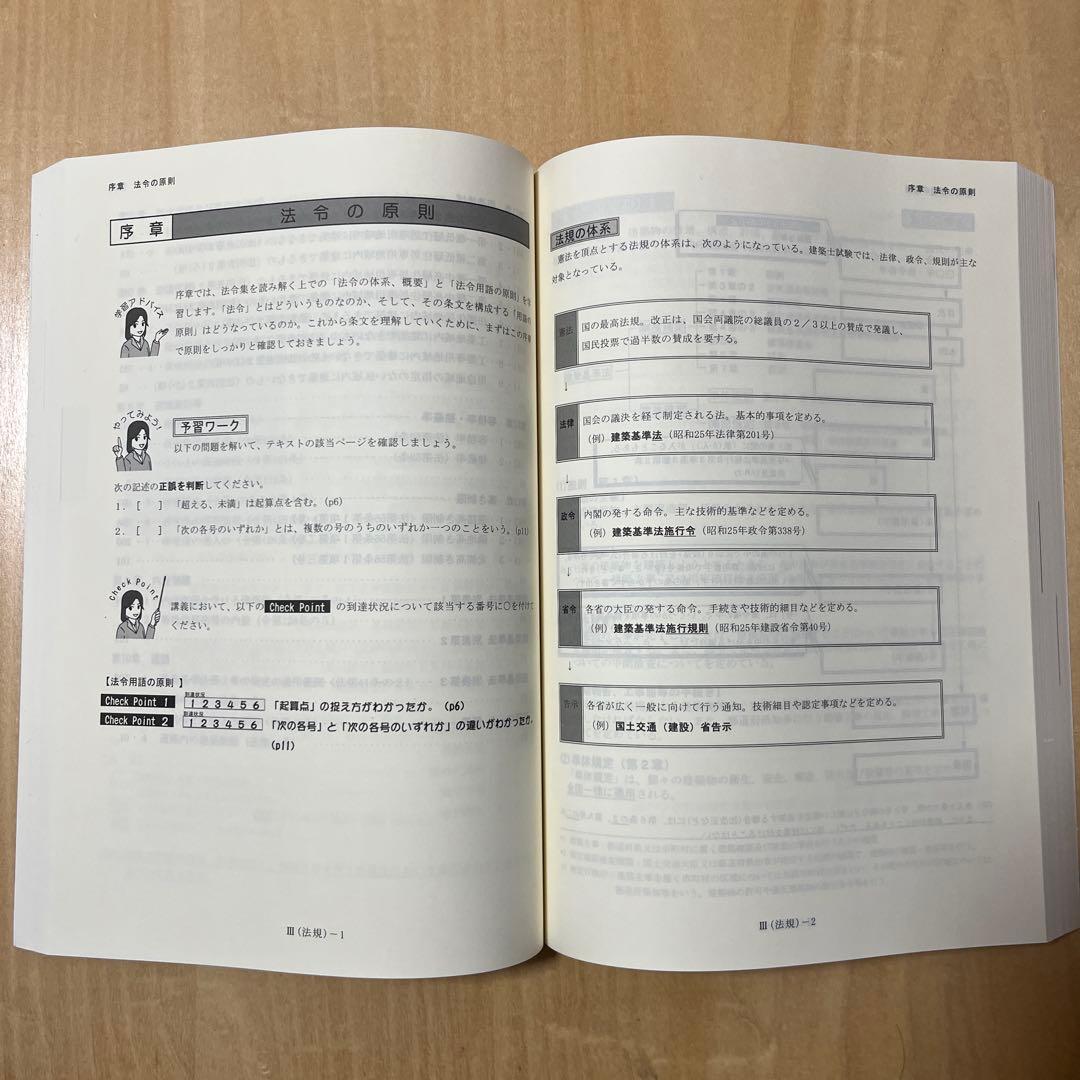 序章 法令の原則
序章 法令の原則
学習アドバイス
序章では、法令集を読み解く上での「法令の体系、概要」と「法令用語の原則」を学
習します。「法令」とはどういうものなのか、そして、その条文を構成する「用語の
原則」はどうなっているのか。これから条文を理解していくために、まずはこの序章
で原則をしっかりと確認しておきましょう。
やってみよう!
予習ワーク
以下の問題を解いて、テキストの該当ページを確認しましょう。
次の記述の正誤を判断してください。
1.[ ] 「超える、未満」は起算点を含む。(p6)
2.[ ] 「次の各号のいずれか」とは、複数の号のうちのいずれか一つのことをいう。(p11)
Check Point
講義において、以下の Check Point の到達状況について該当する番号に○を付けて
ください。
【法令用語の原則】
Check Point 1 到達状況 1 2 3 4 5 6 「起算点」の捉え方がわかったか。(p6)
Check Point 2 到達状況 1 2 3 4 5 6 「次の各号」と「次の各号のいずれか」の違いがわかったか。
(p11)
Ⅲ(法規)-1
序章 法令の原則
法規の体系
憲法を頂点とする法規の体系は、次のようになっている。建築士試験では、法律、政令、規則が主な
対象となっている。
憲法 国の最高法規。改正は、国会両議院の総議員の2/3以上の賛成で発議し、
国民投票で過半数の賛成を要する。
↓
法律 国会の議決を経て制定される法。基本的事項を定める。
(例)建築基準法(昭和25年法律第201号)
↓
政令 内閣の発する命令。主な技術的基準などを定める。
(例)建築基準法施行令(昭和25年政令第338号)
↓
省令 各省の大臣の発する命令。手続きや技術的細目などを定める。
(例)建築基準法施行規則(昭和25年建設省令第40号)
↓
告示 各省が広く一般に向けて行う通知。技術細目や認定事項などを定める。
(例)国土交通(建設)省告示
Ⅲ(法規)-2